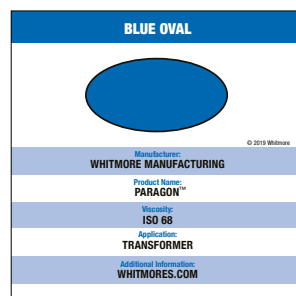 BLUE OVAL
© 2019 Whitmore
Manufacturer:
WHITMORE MANUFACTURING
Product Name:
PARAGON™
Viscosity:
ISO 68
Application:
TRANSFORMER
Additional Information:
WHITMORES.COM